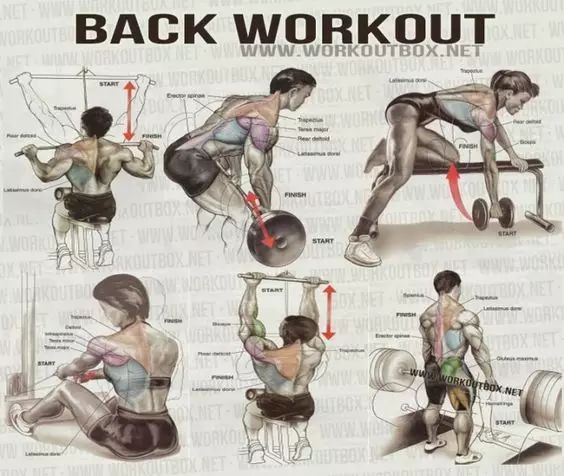 BACK WORKOUT
WWW.WORKOUTBOX.NET
START
Trapezius
Rear deltoid
FINISH
Latissimus dorsi
Erector spinae
Trapezius
Teres major
Rear deltoid
Latissimus dorsi
FINISH
START
Trapezius
Latissimus dorsi
Rear deltoid
Biceps
FINISH
START
Trapezius
Deltoid
Infraspinatus
Teres minor
Teres major
FINISH
START
Latissimus dorsi
START
Biceps
FINISH
Rear deltoid
Trapezius
Latissimus dorsi
Splenius
Trapezius
Latissimus dorsi
FINISH
Erector spinae
Gluteus maximus
WWW.WORKOUTBOX.NET
Hamstrings
START